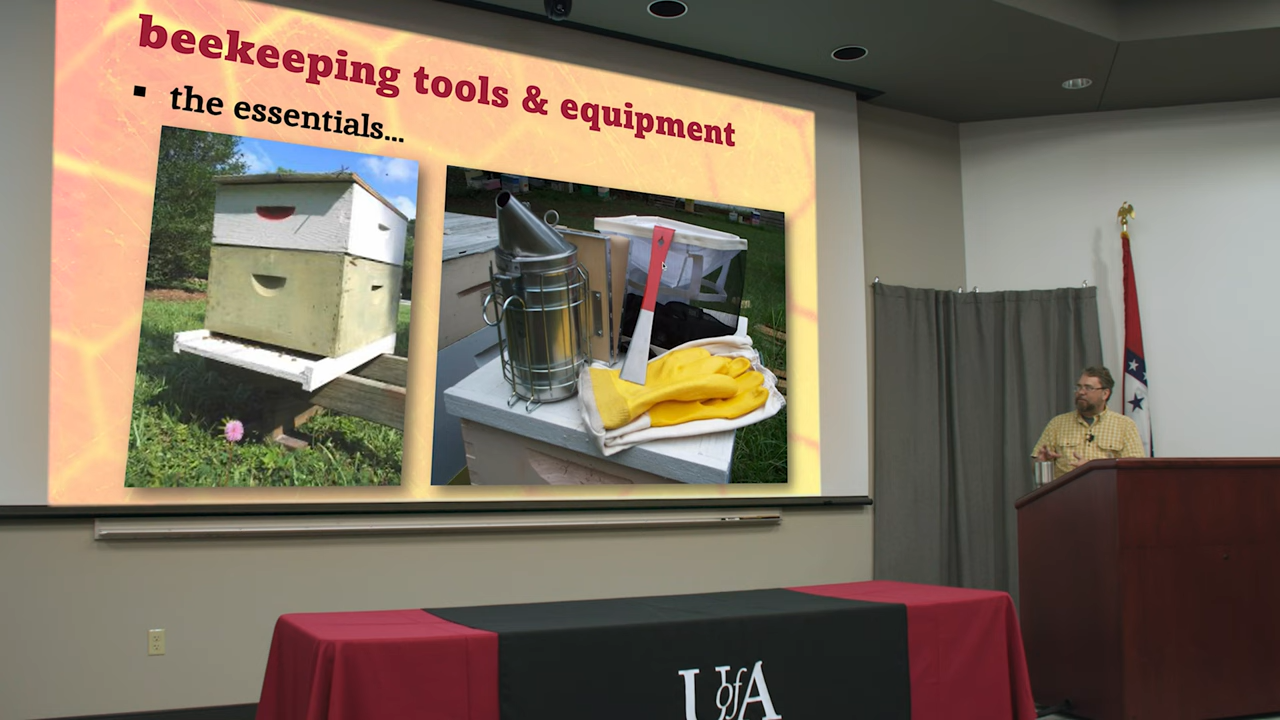 beekeeping tools & equipment
▪ the essentials...
UofA